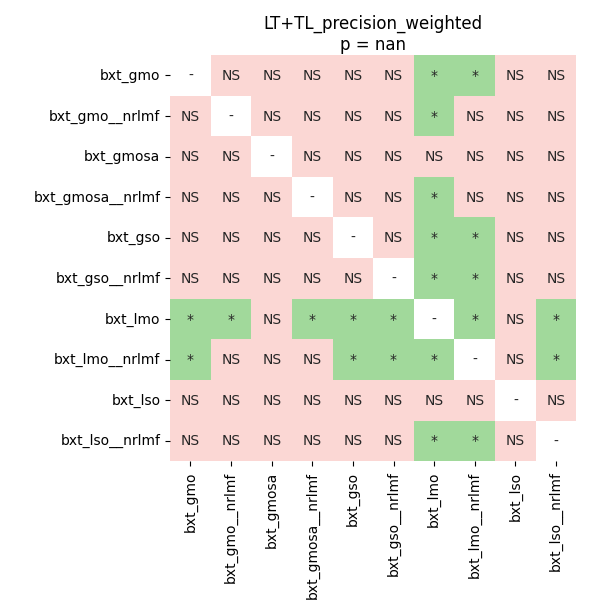 LT+TL_precision_weighted
p = nan
bxt_gmo - NS NS NS NS NS * * NS NS
bxt_gmo__nrlmf NS - NS NS NS NS * NS NS NS
bxt_gmosa NS NS - NS NS NS NS NS NS NS
bxt_gmosa__nrlmf NS NS NS - NS NS * NS NS NS
bxt_gso NS NS NS NS - NS * * NS NS
bxt_gso__nrlmf NS NS NS NS NS - * * NS NS
bxt_lmo * * NS * * * - * NS *
bxt_lmo__nrlmf * NS NS NS * * * - NS *
bxt_lso NS NS NS NS NS NS NS NS - NS
bxt_lso__nrlmf NS NS NS NS NS NS * * NS -
bxt_gmo
bxt_gmo__nrlmf
bxt_gmosa
bxt_gmosa__nrlmf
bxt_gso
bxt_gso__nrlmf
bxt_lmo
bxt_lmo__nrlmf
bxt_lso
bxt_lso__nrlmf